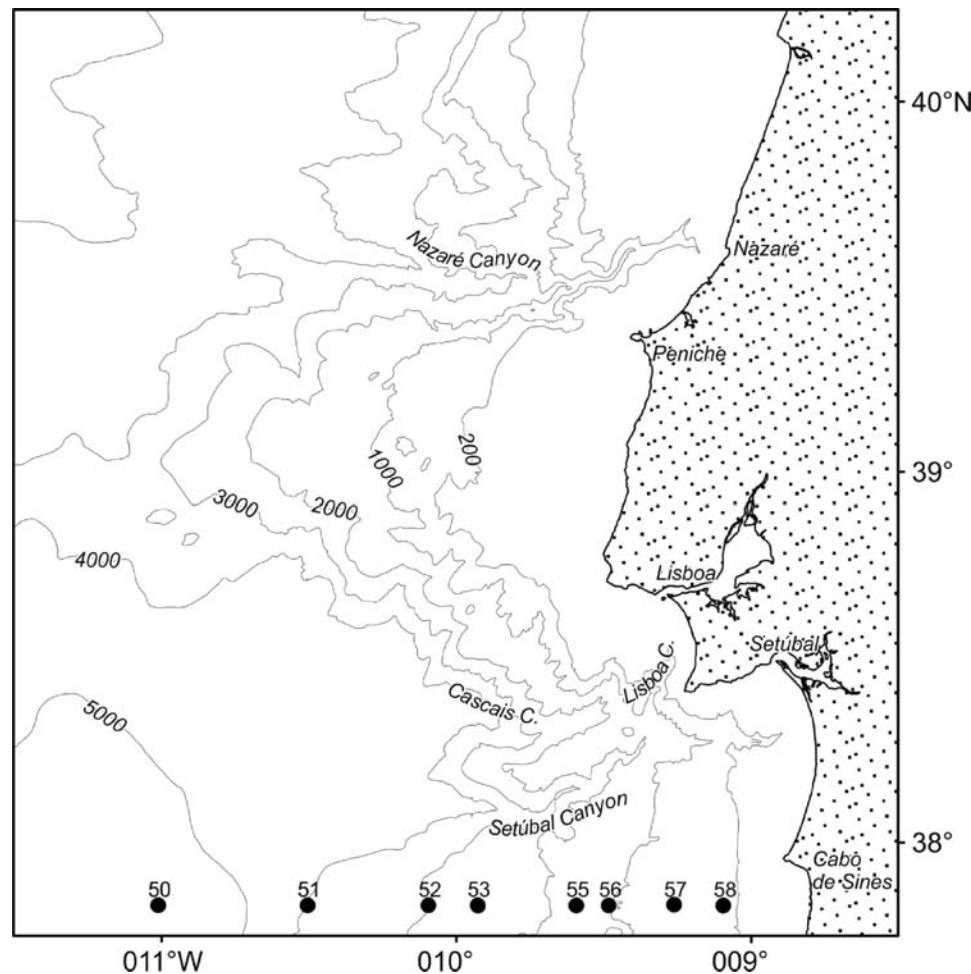 40°N
Nazaré Canyon
Nazaré
Peniche
200
1000
39°
3000
2000
4000
Lisboa
Setúbal
Lisboa C.
Cascais C.
5000
Setúbal Canyon
38°
Cabo
de Sines
50
51
52
53
55
56
57
58
011°W
010°
009°